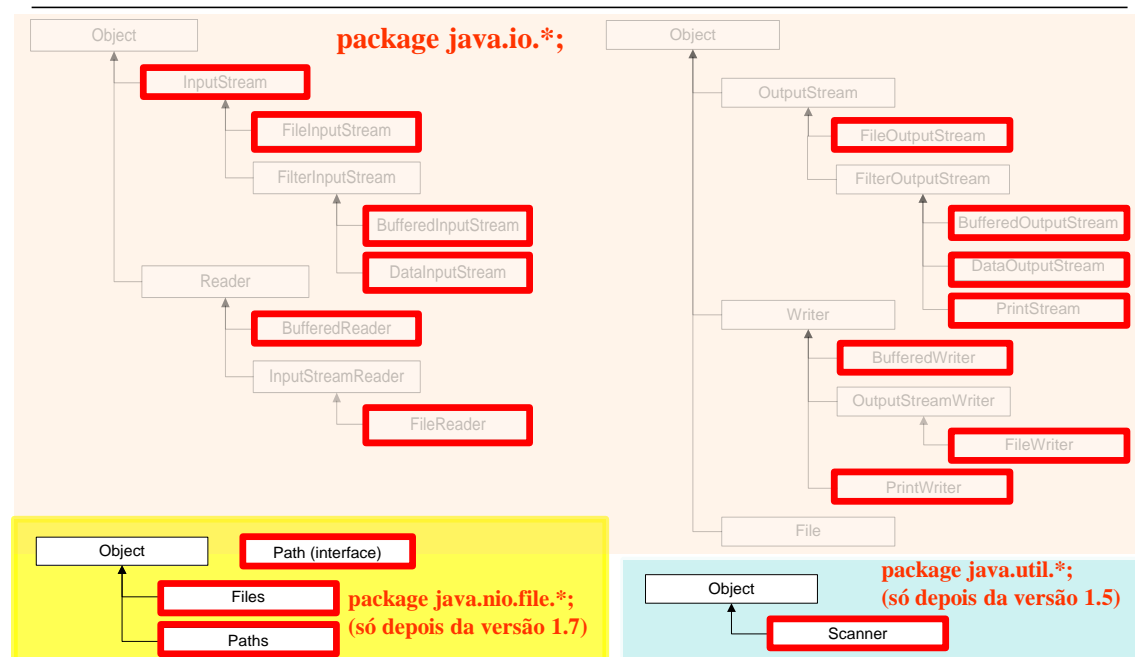 package java.io.*;
Object
InputStream
FileInputStream
FilterInputStream
BufferedInputStream
DataInputStream
Reader
BufferedReader
InputStreamReader
FileReader
Object
OutputStream
FileOutputStream
FilterOutputStream
BufferedOutputStream
DataOutputStream
PrintStream
Writer
BufferedWriter
OutputStreamWriter
FileWriter
PrintWriter
File
Object
Path (interface)
Files
Paths
package java.nio.file.*;
(só depois da versão 1.7)
Object
Scanner
package java.util.*;
(só depois da versão 1.5)